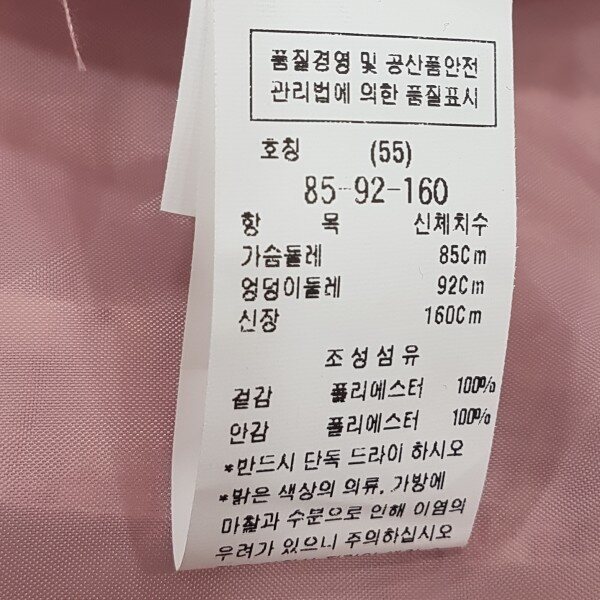 품질경영 및 공산품안전
관리법에 의한 품질표시
호칭 (55)
85-92-160
항 목 신체치수
가슴둘레 85Cm
엉덩이둘레 92Cm
신장 160Cm
조성섬유
겉감 폴리에스터 100%
안감 폴리에스터 100%
*반드시 단독 드라이 하시오
*밝은 색상의 의류, 가방에
마찰과 수분으로 인해 이염의
우려가 있으니 주의하십시오